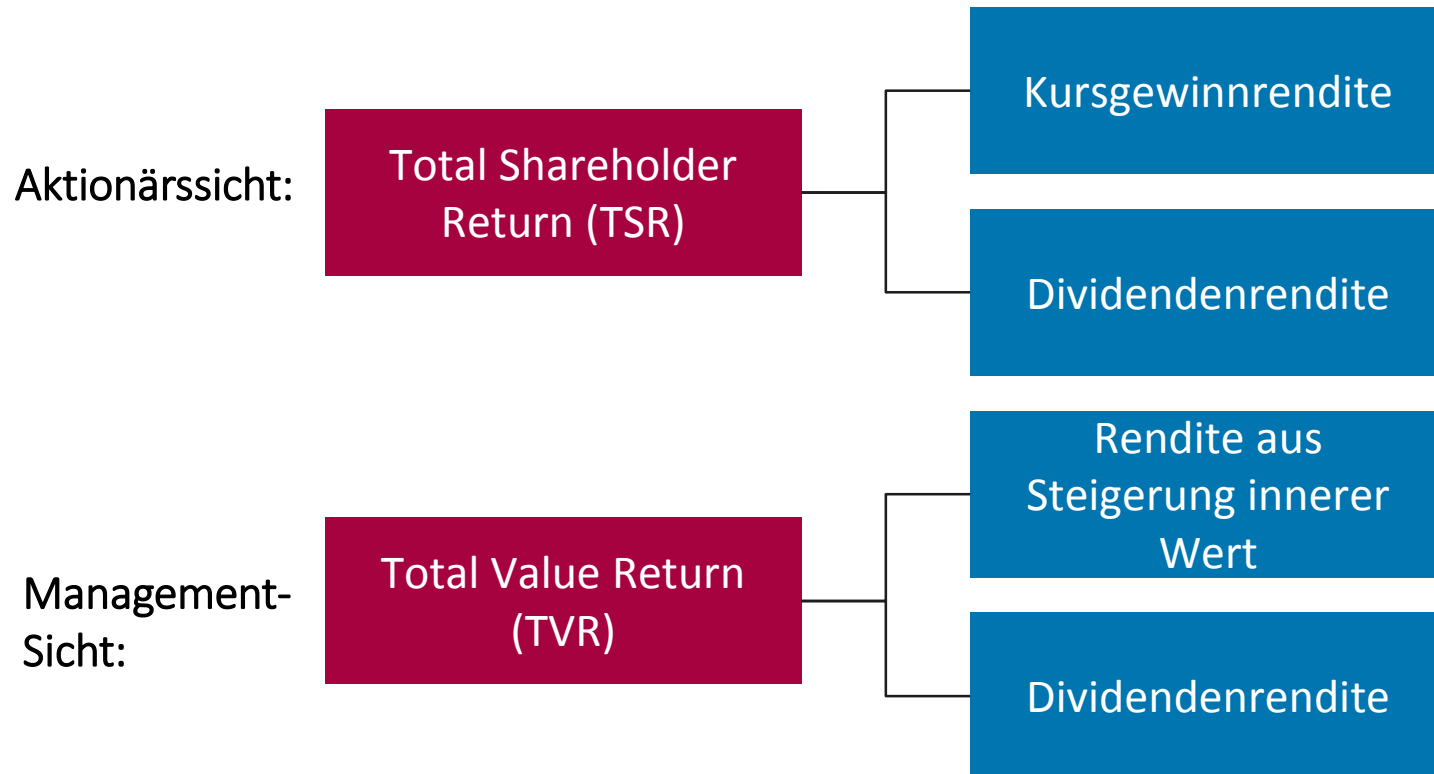 Aktionärssicht:
Total Shareholder
Return (TSR)
Kursgewinnrendite
Dividendenrendite
Management-
Sicht:
Total Value Return
(TVR)
Rendite aus
Steigerung innerer
Wert
Dividendenrendite